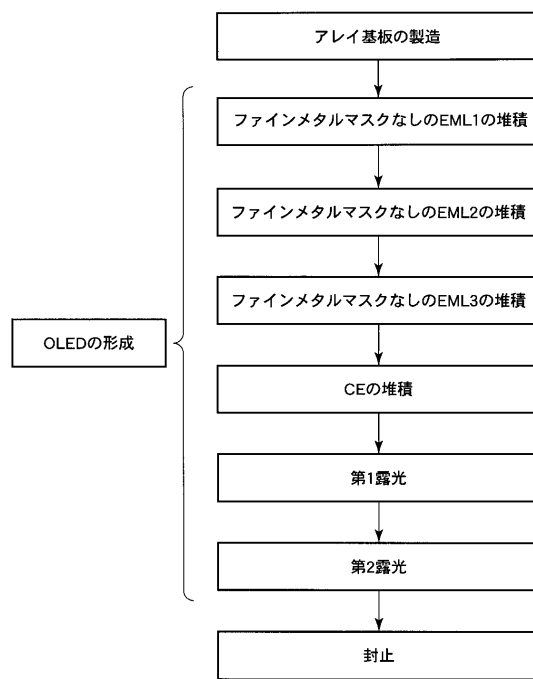 アレイ基板の製造
ファインメタルマスクなしのEML1の堆積
ファインメタルマスクなしのEML2の堆積
ファインメタルマスクなしのEML3の堆積
OLEDの形成
CEの堆積
第1露光
第2露光
封止